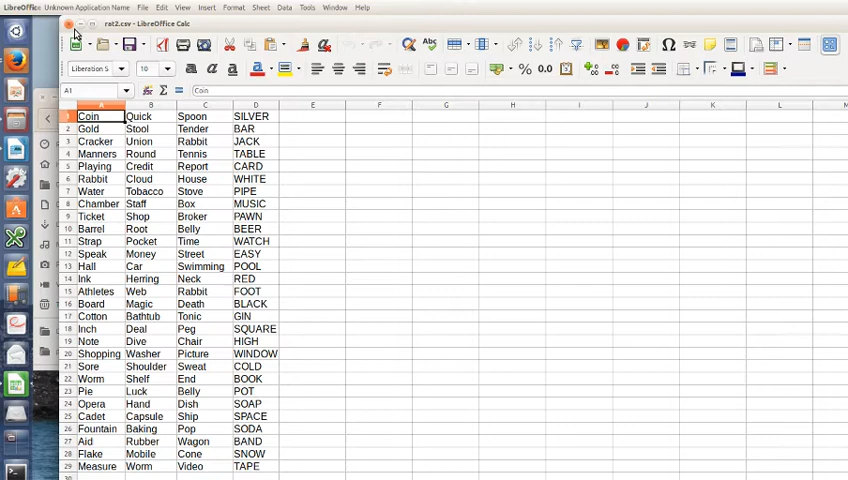 LibreOffic Unknown Application Name File Edit View Insert Format Sheet Data Tools Window Help
rat2.csv - LibreOffice Calc
Liberation S 10 % 0.0
A1 Coin
A B C D E F G H I J K L M
1 Coin Quick Spoon SILVER
2 Gold Stool Tender BAR
3 Cracker Union Rabbit JACK
4 Manners Round Tennis TABLE
5 Playing Credit Report CARD
6 Rabbit Cloud House WHITE
7 Water Tobacco Stove PIPE
8 Chamber Staff Box MUSIC
9 Ticket Shop Broker PAWN
10 Barrel Root Belly BEER
11 Strap Pocket Time WATCH
12 Speak Money Street EASY
13 Hall Car Swimming POOL
14 Ink Herring Neck RED
15 Athletes Web Rabbit FOOT
16 Board Magic Death BLACK
17 Cotton Bathtub Tonic GIN
18 Inch Deal Peg SQUARE
19 Note Dive Chair HIGH
20 Shopping Washer Picture WINDOW
21 Sore Shoulder Sweat COLD
22 Worm Shelf End BOOK
23 Pie Luck Belly POT
24 Opera Hand Dish SOAP
25 Cadet Capsule Ship SPACE
26 Fountain Baking Pop SODA
27 Aid Rubber Wagon BAND
28 Flake Mobile Cone SNOW
29 Measure Worm Video TAPE